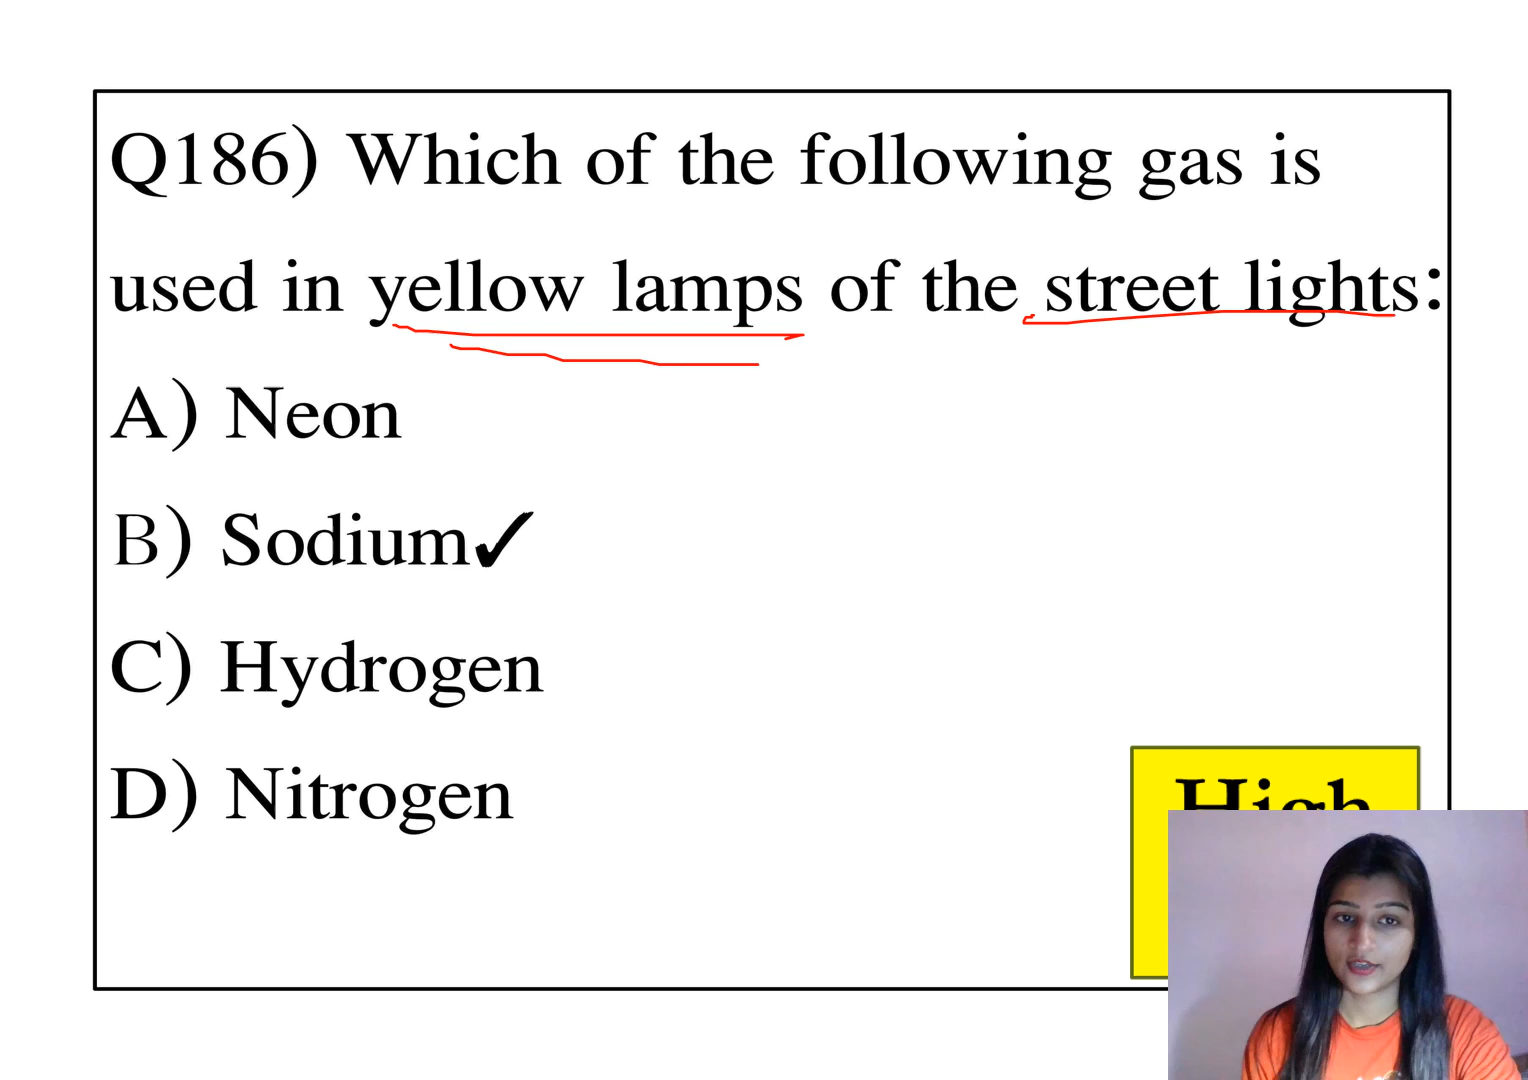 Q186) Which of the following gas is
used in yellow lamps of the street lights:
A) Neon
B) Sodium✓
C) Hydrogen
D) Nitrogen
High